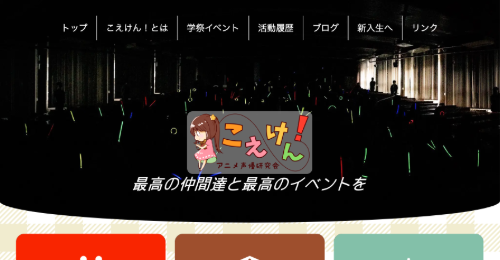 トップ
こえけん！とは
学祭イベント
活動履歴
ブログ
新入生へ
リンク
こえけん！
アニメ声優研究会
最高の仲間達と最高のイベントを